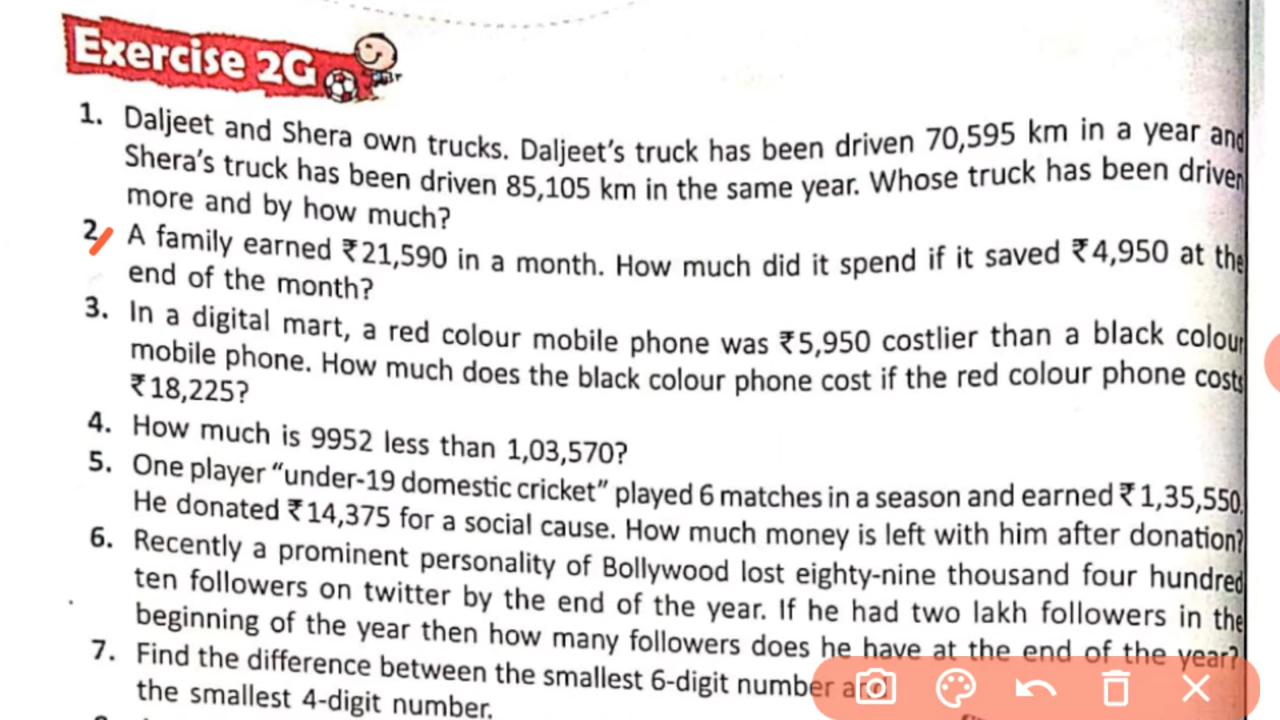 Exercise 2G
1. Daljeet and Shera own trucks. Daljeet's truck has been driven 70,595 km in a year and
Shera's truck has been driven 85,105 km in the same year. Whose truck has been driven
more and by how much?
2. A family earned ₹21,590 in a month. How much did it spend if it saved ₹4,950 at the
end of the month?
3. In a digital mart, a red colour mobile phone was ₹5,950 costlier than a black colour
mobile phone. How much does the black colour phone cost if the red colour phone costs
₹18,225?
4. How much is 9952 less than 1,03,570?
5. One player “under-19 domestic cricket” played 6 matches in a season and earned ₹1,35,550.
He donated ₹14,375 for a social cause. How much money is left with him after donation?
6. Recently a prominent personality of Bollywood lost eighty-nine thousand four hundred
ten followers on twitter by the end of the year. If he had two lakh followers in the
beginning of the year then how many followers does he have at the end of the year?
7. Find the difference between the smallest 6-digit number and
the smallest 4-digit number.